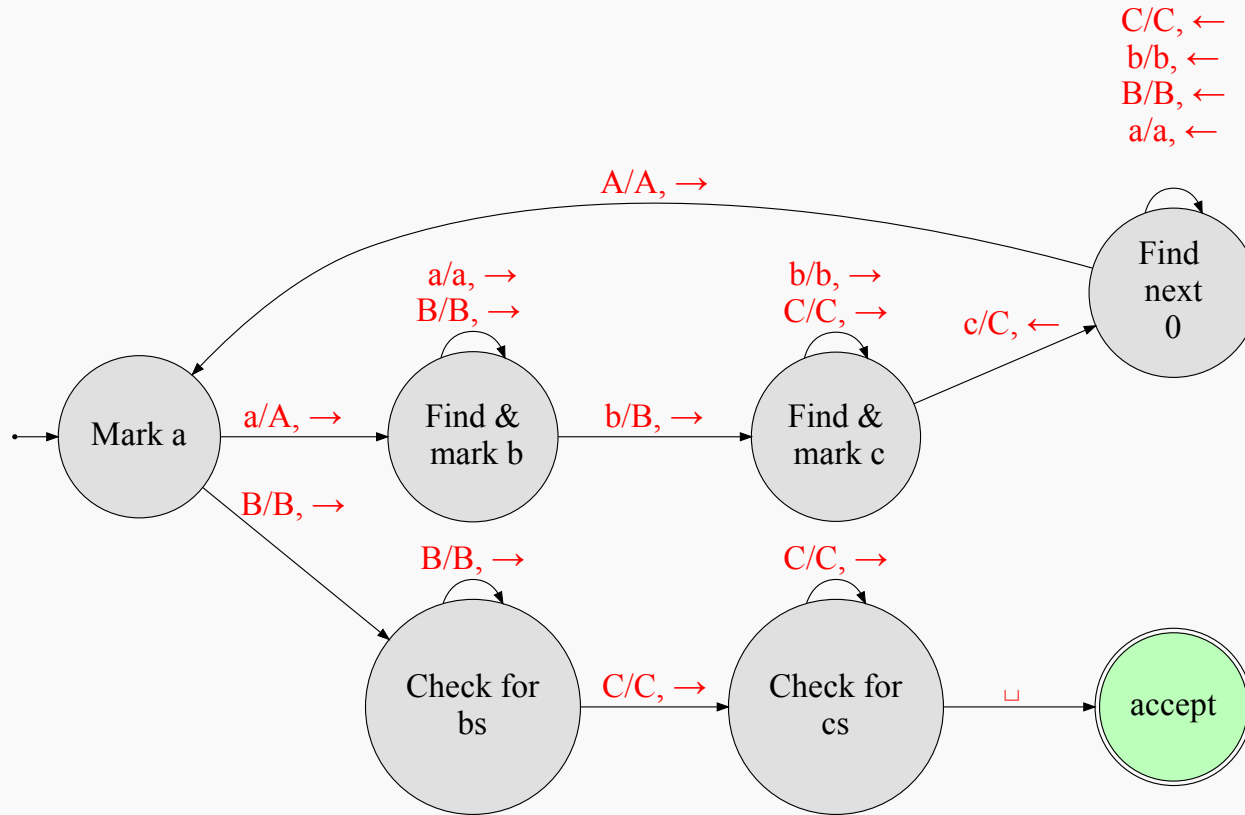 C/C, ←
b/b, ←
B/B, ←
a/a, ←
A/A, →
Find
next
0
a/a, →
B/B, →
b/b, →
C/C, →
c/C, ←
Mark a
a/A, →
Find &
mark b
b/B, →
Find &
mark c
B/B, →
B/B, →
C/C, →
Check for
bs
C/C, →
Check for
cs
␣
accept